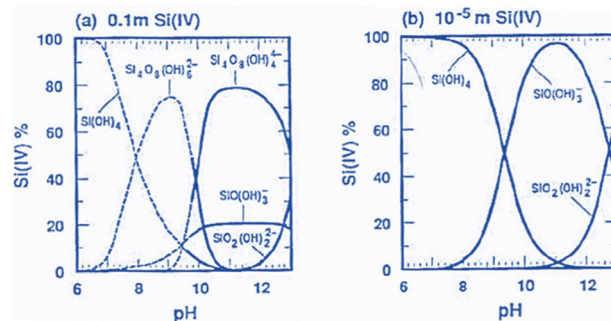 (a) 0.1m Si(IV)
Si₄O₈(OH)₆²⁻
Si₄O₈(OH)₄⁴⁻
Si(OH)₄
SiO(OH)₃⁻
SiO₂(OH)₂²⁻
Si(IV) %
100
80
60
40
20
0
6
8
10
12
pH
(b) 10⁻⁵ m Si(IV)
Si(OH)₄
SiO(OH)₃⁻
SiO₂(OH)₂²⁻
Si(IV) %
100
80
60
40
20
0
6
8
10
12
pH